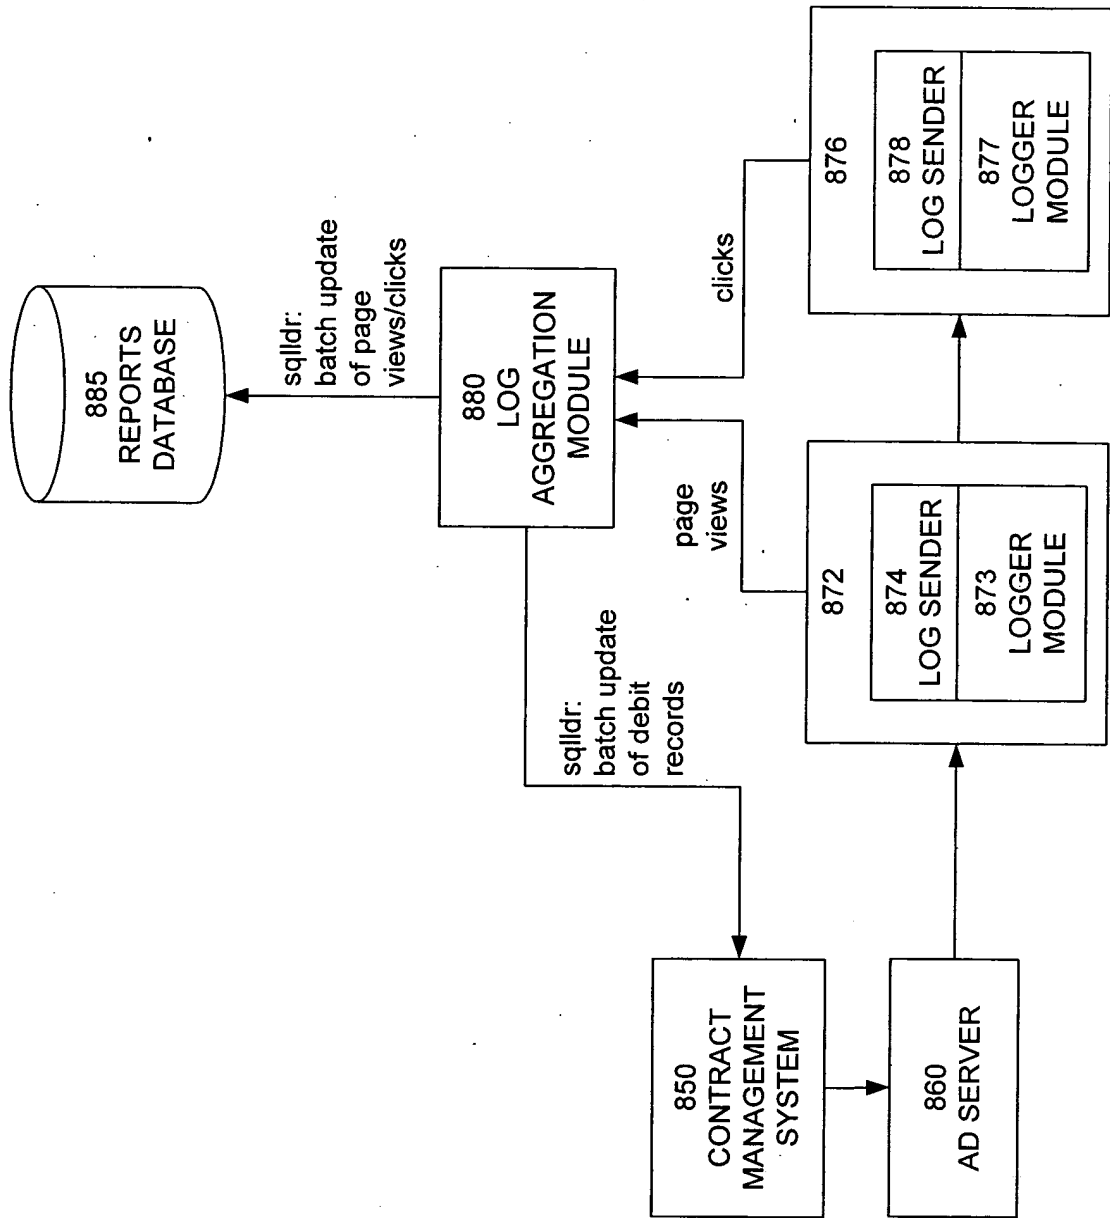 885
REPORTS
DATABASE
sqlldr:
batch update
of page
views/clicks
880
LOG
AGGREGATION
MODULE
sqlldr:
batch update
of debit
records
page
views
clicks
850
CONTRACT
MANAGEMENT
SYSTEM
860
AD SERVER
872
874
LOG SENDER
873
LOGGER
MODULE
876
878
LOG SENDER
877
LOGGER
MODULE